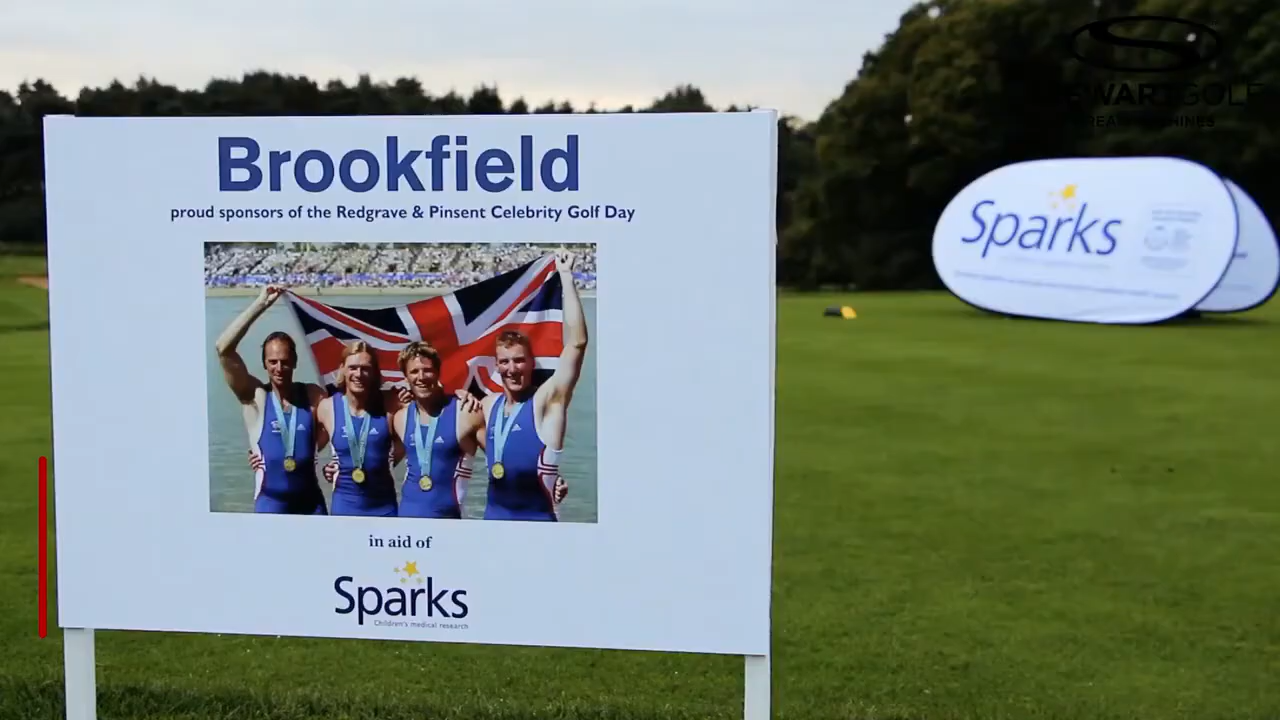 Brookfield
proud sponsors of the Redgrave & Pinsent Celebrity Golf Day
in aid of
Sparks
Children's medical research
Sparks